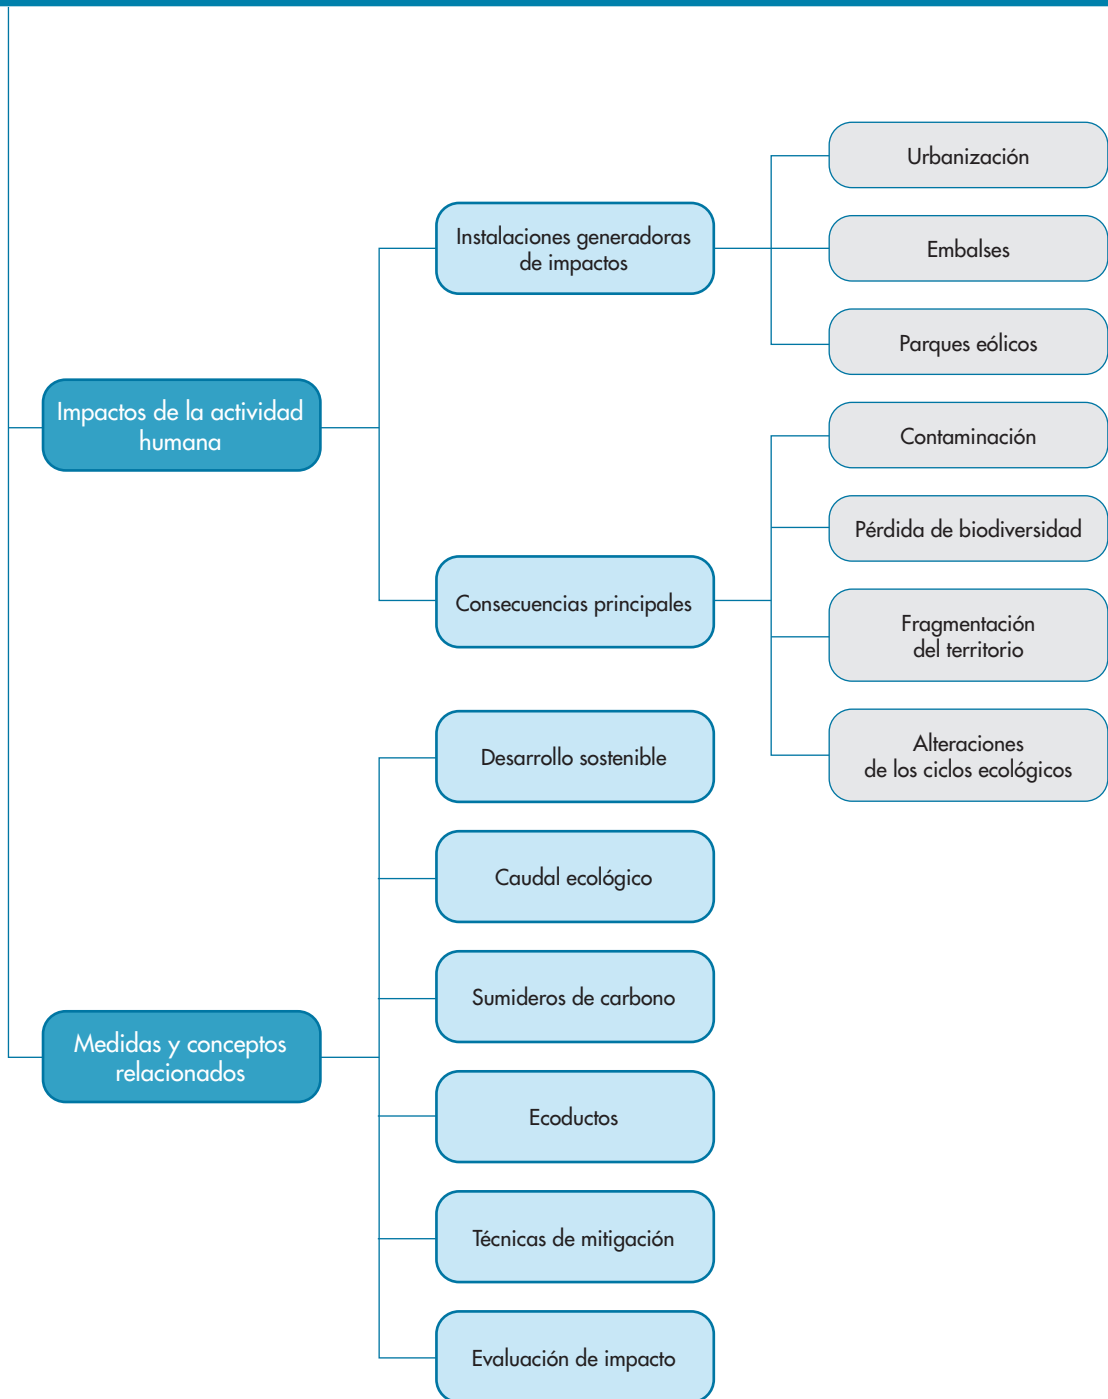 Impactos de la actividad
humana
Instalaciones generadoras
de impactos
Urbanización
Embalses
Parques eólicos
Consecuencias principales
Contaminación
Pérdida de biodiversidad
Fragmentación
del territorio
Alteraciones
de los ciclos ecológicos
Medidas y conceptos
relacionados
Desarrollo sostenible
Caudal ecológico
Sumideros de carbono
Ecoductos
Técnicas de mitigación
Evaluación de impacto